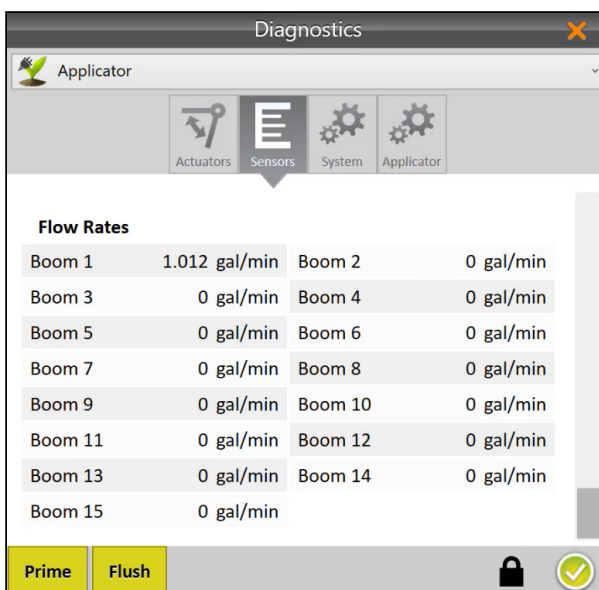 Diagnostics
Applicator
Actuators Sensors System Applicator
Flow Rates
Boom 1 1.012 gal/min Boom 2 0 gal/min
Boom 3 0 gal/min Boom 4 0 gal/min
Boom 5 0 gal/min Boom 6 0 gal/min
Boom 7 0 gal/min Boom 8 0 gal/min
Boom 9 0 gal/min Boom 10 0 gal/min
Boom 11 0 gal/min Boom 12 0 gal/min
Boom 13 0 gal/min Boom 14 0 gal/min
Boom 15 0 gal/min
Prime Flush